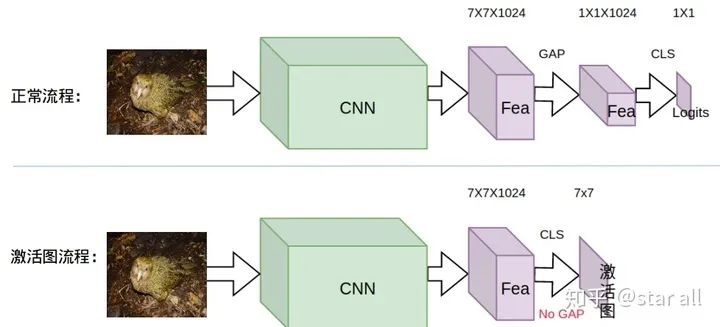 7X7X1024 1X1X1024 1X1
GAP CLS
正常流程：
CNN Fea Fea Logits
7X7X1024 7x7
CLS
激活图流程：
CNN Fea 激活图
No GAP
知乎 @star all